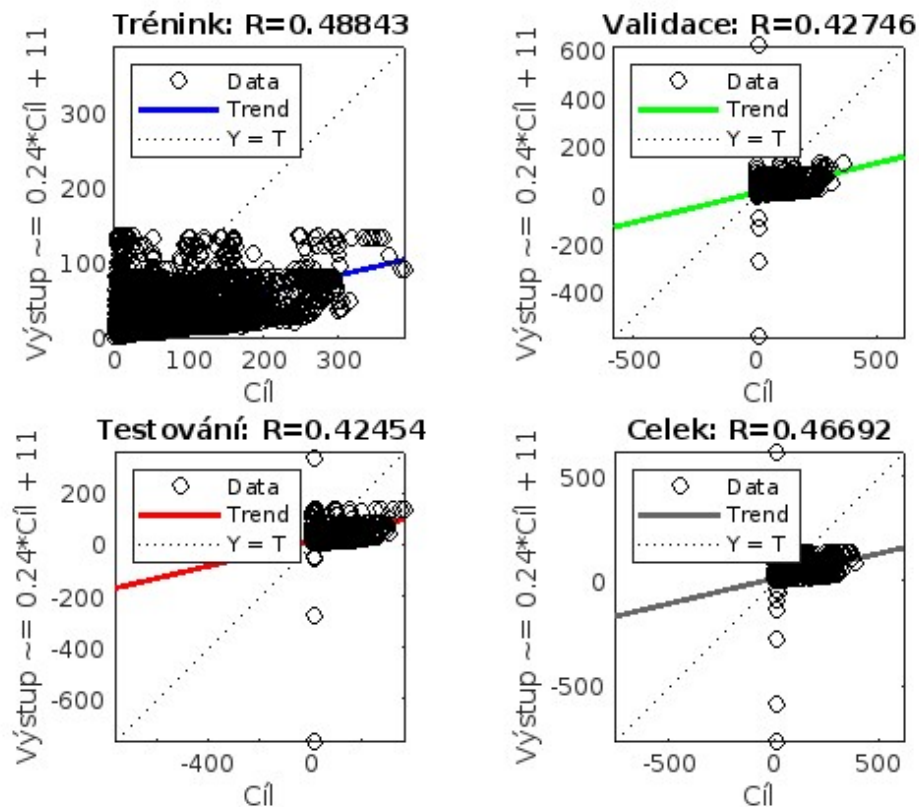 Trénink: R=0.48843
Výstup ~= 0.24*Cíl + 11
300
200
100
0
Data
Trend
Y = T
0 100 200 300
Cíl
Validace: R=0.42746
Výstup ~= 0.24*Cíl + 11
600
400
200
0
-200
-400
Data
Trend
Y = T
-500 0 500
Cíl
Testování: R=0.42454
Výstup ~= 0.24*Cíl + 11
200
0
-200
-400
-600
Data
Trend
Y = T
-400 0
Cíl
Celek: R=0.46692
Výstup ~= 0.24*Cíl + 11
500
0
-500
Data
Trend
Y = T
-500 0 500
Cíl